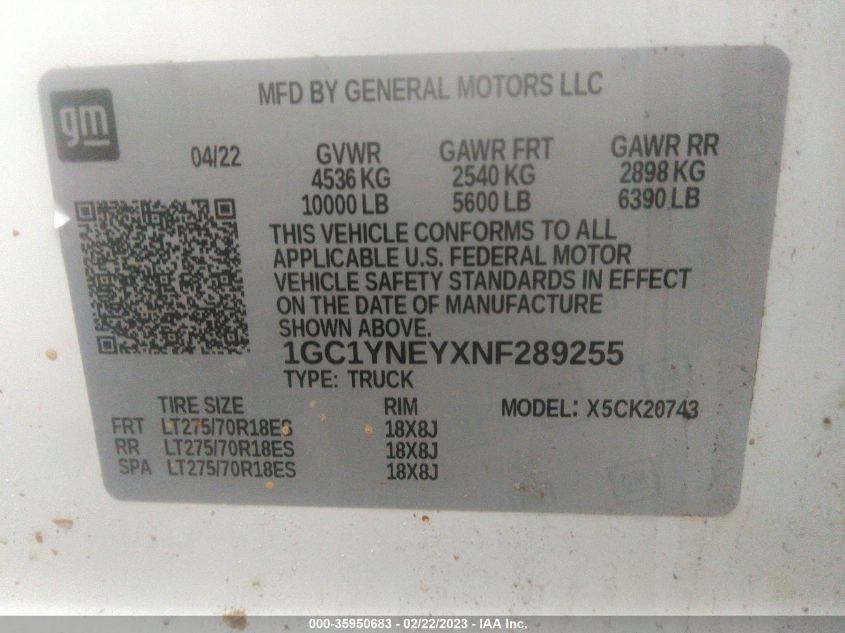 gm
MFD BY GENERAL MOTORS LLC
04/22 GVWR GAWR FRT GAWR RR
4536 KG 2540 KG 2898 KG
10000 LB 5600 LB 6390 LB
THIS VEHICLE CONFORMS TO ALL
APPLICABLE U.S. FEDERAL MOTOR
VEHICLE SAFETY STANDARDS IN EFFECT
ON THE DATE OF MANUFACTURE
SHOWN ABOVE.
1GC1YNEYXNF289255
TYPE: TRUCK
TIRE SIZE RIM MODEL: X5CK20743
FRT LT275/70R18ES 18X8J
RR LT275/70R18ES 18X8J
SPA LT275/70R18ES 18X8J
GM
000-35950683 - 02/22/2023 - IAA Inc.